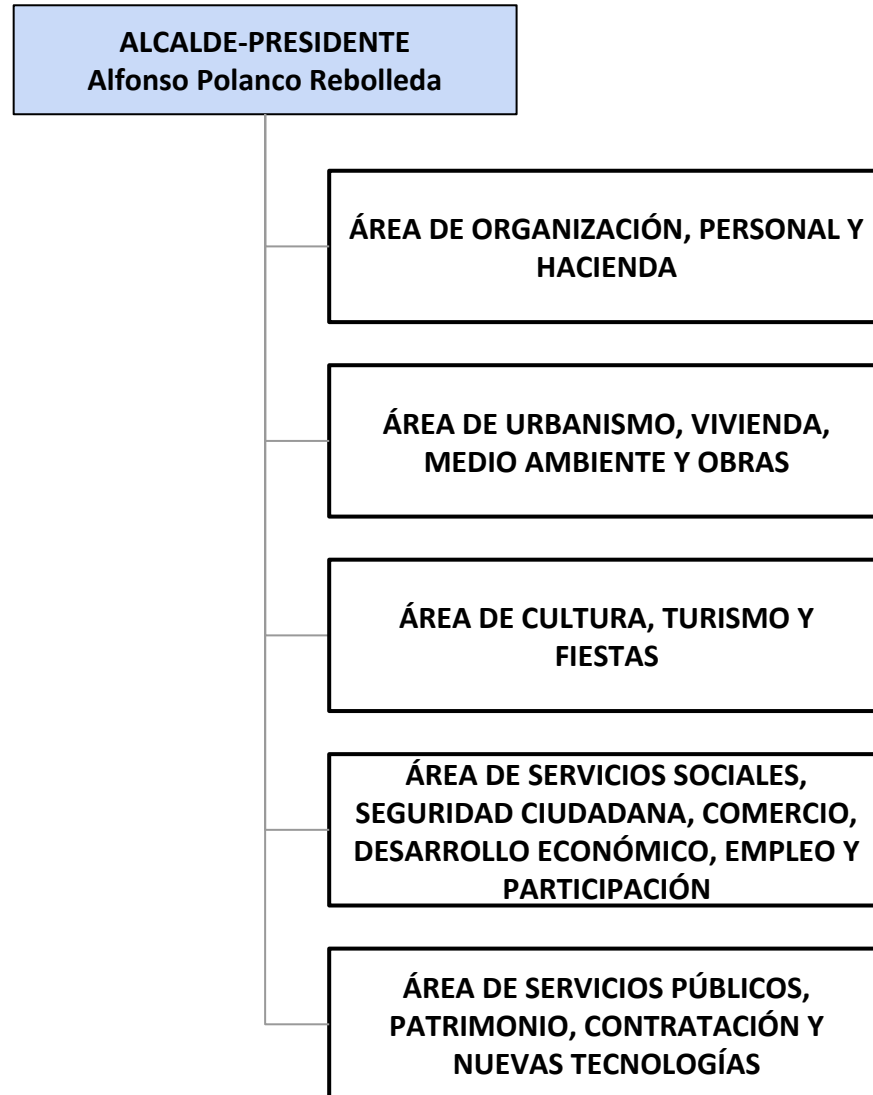 ALCALDE-PRESIDENTE
Alfonso Polanco Rebolleda
ÁREA DE ORGANIZACIÓN, PERSONAL Y
HACIENDA
ÁREA DE URBANISMO, VIVIENDA,
MEDIO AMBIENTE Y OBRAS
ÁREA DE CULTURA, TURISMO Y
FIESTAS
ÁREA DE SERVICIOS SOCIALES,
SEGURIDAD CIUDADANA, COMERCIO,
DESARROLLO ECONÓMICO, EMPLEO Y
PARTICIPACIÓN
ÁREA DE SERVICIOS PÚBLICOS,
PATRIMONIO, CONTRATACIÓN Y
NUEVAS TECNOLOGÍAS